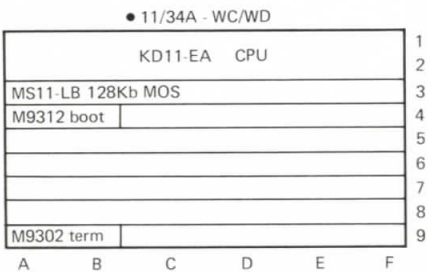 • 11/34A - WC/WD
KD11-EA CPU
1
2
MS11-LB 128Kb MOS 3
M9312 boot 4
5
6
7
8
M9302 term 9
A B C D E F